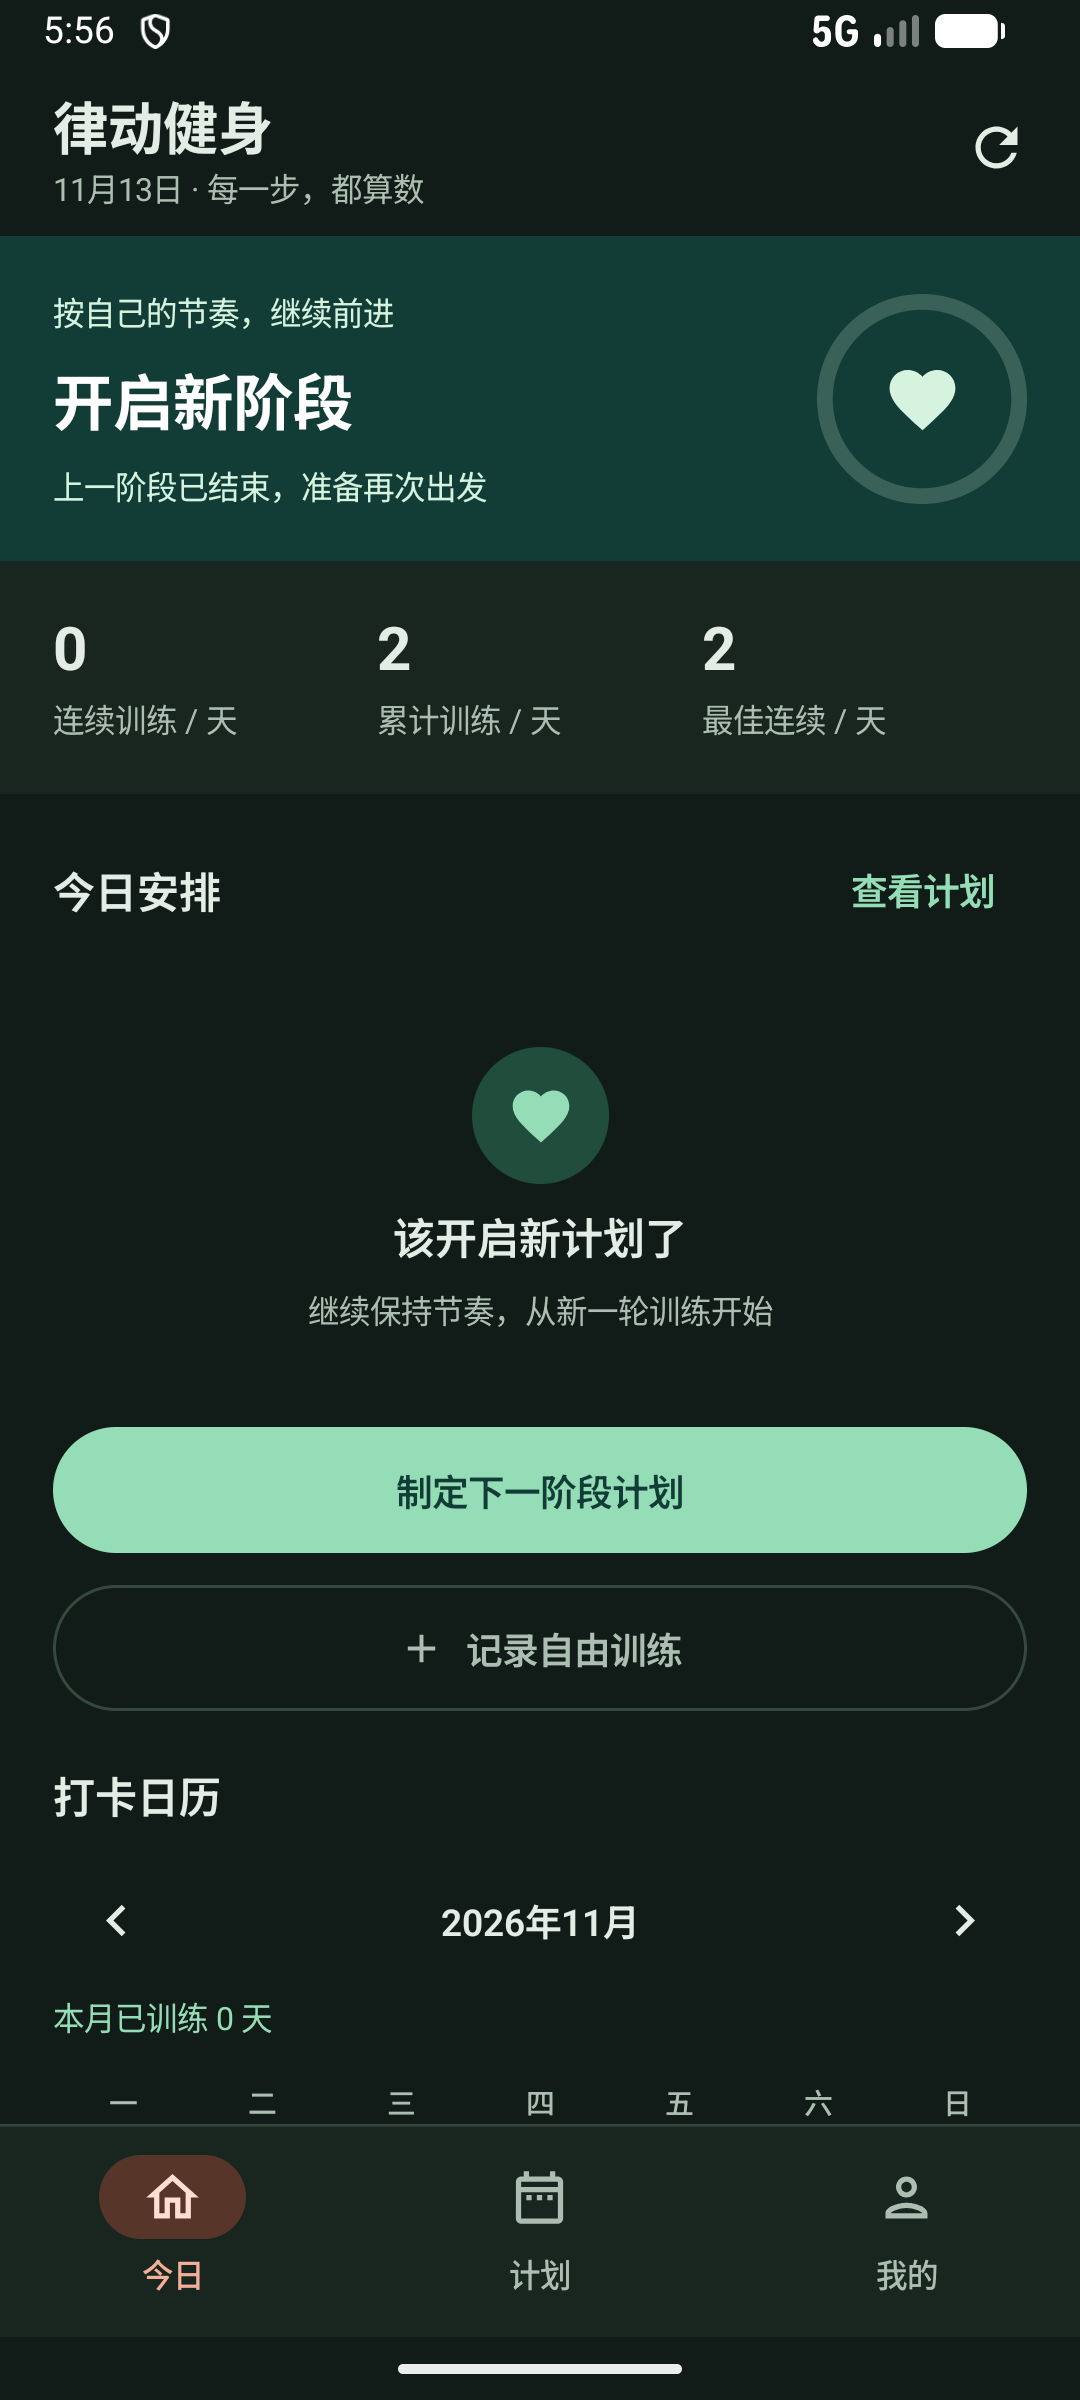 5:56
5G
律动健身
11月13日 · 每一步，都算数
按自己的节奏，继续前进
开启新阶段
上一阶段已结束，准备再次出发
0
2
2
连续训练 / 天
累计训练 / 天
最佳连续 / 天
今日安排
查看计划
该开启新计划了
继续保持节奏，从新一轮训练开始
制定下一阶段计划
记录自由训练
打卡日历
2026年11月
本月已训练 0 天
一 二 三 四 五 六 日
今日
计划
我的